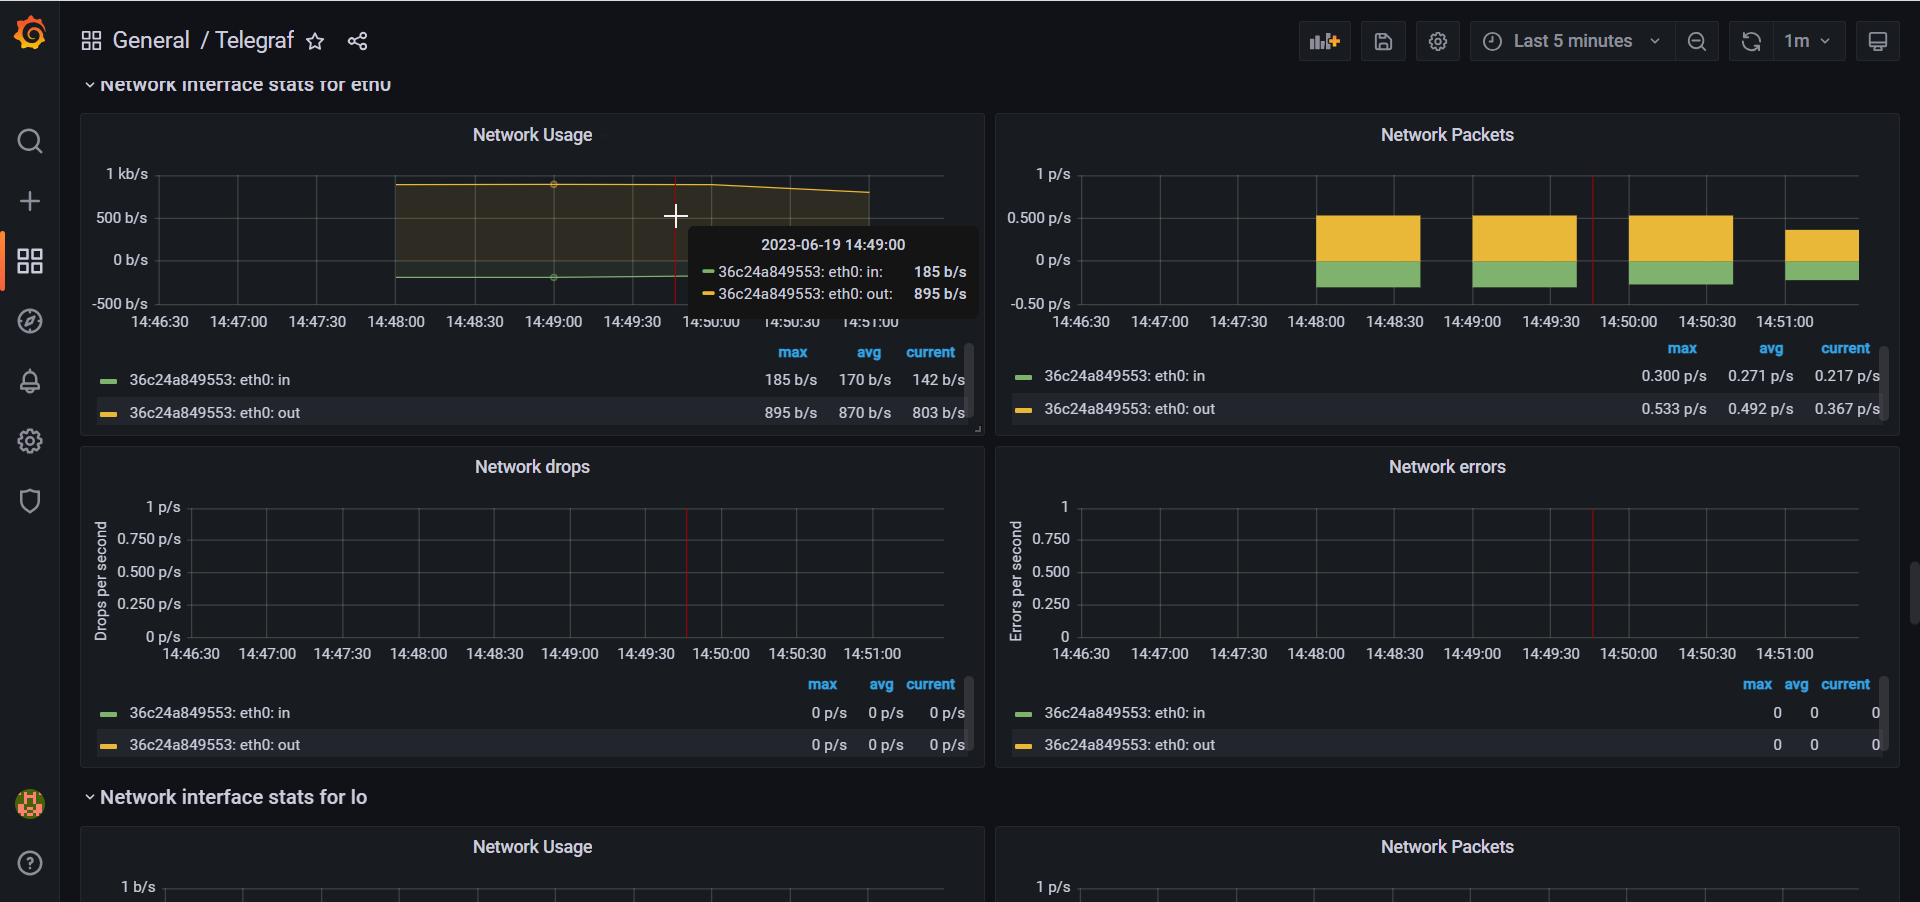 General / Telegraf
Last 5 minutes
1m
Network interface stats for eth0
Network Usage
1 kb/s
500 b/s
0 b/s
-500 b/s
14:46:30 14:47:00 14:47:30 14:48:00 14:48:30 14:49:00 14:49:30 14:50:00 14:50:30 14:51:00
2023-06-19 14:49:00
36c24a849553: eth0: in: 185 b/s
36c24a849553: eth0: out: 895 b/s
max avg current
36c24a849553: eth0: in 185 b/s 170 b/s 142 b/s
36c24a849553: eth0: out 895 b/s 870 b/s 803 b/s
Network Packets
1 p/s
0.500 p/s
0 p/s
-0.50 p/s
14:46:30 14:47:00 14:47:30 14:48:00 14:48:30 14:49:00 14:49:30 14:50:00 14:50:30 14:51:00
max avg current
36c24a849553: eth0: in 0.300 p/s 0.271 p/s 0.217 p/s
36c24a849553: eth0: out 0.533 p/s 0.492 p/s 0.367 p/s
Network drops
Drops per second
1 p/s
0.750 p/s
0.500 p/s
0.250 p/s
0 p/s
14:46:30 14:47:00 14:47:30 14:48:00 14:48:30 14:49:00 14:49:30 14:50:00 14:50:30 14:51:00
max avg current
36c24a849553: eth0: in 0 p/s 0 p/s 0 p/s
36c24a849553: eth0: out 0 p/s 0 p/s 0 p/s
Network errors
Errors per second
1
0.750
0.500
0.250
0
14:46:30 14:47:00 14:47:30 14:48:00 14:48:30 14:49:00 14:49:30 14:50:00 14:50:30 14:51:00
max avg current
36c24a849553: eth0: in 0 0 0
36c24a849553: eth0: out 0 0 0
Network interface stats for lo
Network Usage
1 b/s
Network Packets
1 p/s